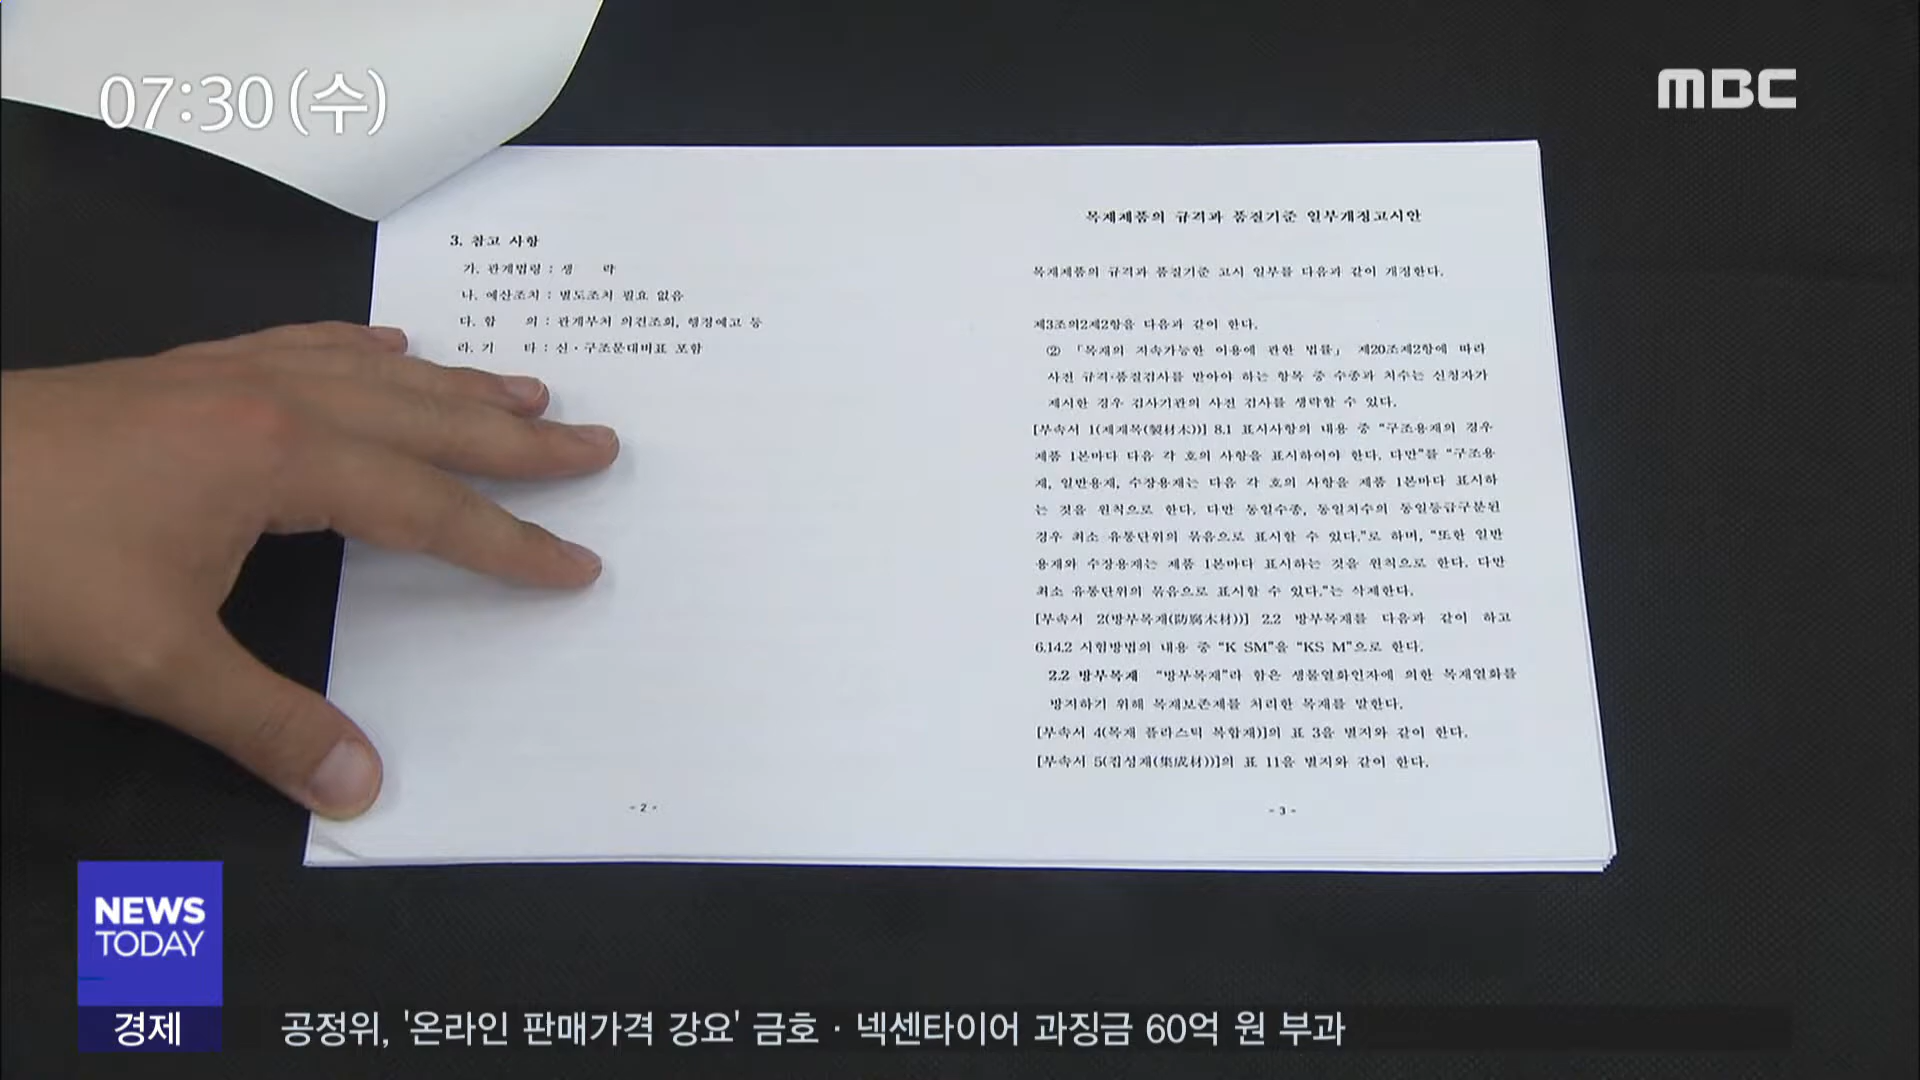 07:30 (수)
MBC
3. 참고 사항
가. 관계법령 : 생 략
나. 예산조치 : 별도조치 필요 없음
다. 합 의 : 관계부처 의견조회, 행정예고 등
라. 기 타 : 신·구조문대비표 포함
- 2 -
목재제품의 규격과 품질기준 일부개정고시안
목재제품의 규격과 품질기준 고시 일부를 다음과 같이 개정한다.
제3조의2제2항을 다음과 같이 한다.
② 「목재의 지속가능한 이용에 관한 법률」 제20조제2항에 따라
사전 규격·품질검사를 받아야 하는 항목 중 수종과 치수는 신청자가
제시한 경우 검사기관의 사전 검사를 생략할 수 있다.
[부속서 1(제재목(製材木))] 8.1 표시사항의 내용 중 “구조용재의 경우
제품 1본마다 다음 각 호의 사항을 표시하여야 한다. 다만”를 “구조용
재, 일반용재, 수장용재는 다음 각 호의 사항을 제품 1본마다 표시하
는 것을 원칙으로 한다. 다만 동일수종, 동일치수의 동일등급구분된
경우 최소 유통단위의 묶음으로 표시할 수 있다.”로 하며, “또한 일반
용재와 수장용재는 제품 1본마다 표시하는 것을 원칙으로 한다. 다만
최소 유통단위의 묶음으로 표시할 수 있다.”는 삭제한다.
[부속서 2(방부목재(防腐木材))] 2.2 방부목재를 다음과 같이 하고
6.14.2 시험방법의 내용 중 “K SM”을 “KS M”으로 한다.
2.2 방부목재 “방부목재”라 함은 생물열화인자에 의한 목재열화를
방지하기 위해 목재보존제를 처리한 목재를 말한다.
[부속서 4(목재 플라스틱 복합재)]의 표 3을 별지와 같이 한다.
[부속서 5(집성재(集成材))]의 표 11을 별지와 같이 한다.
- 3 -
NEWS
TODAY
경제
공정위, '온라인 판매가격 강요' 금호 · 넥센타이어 과징금 60억 원 부과